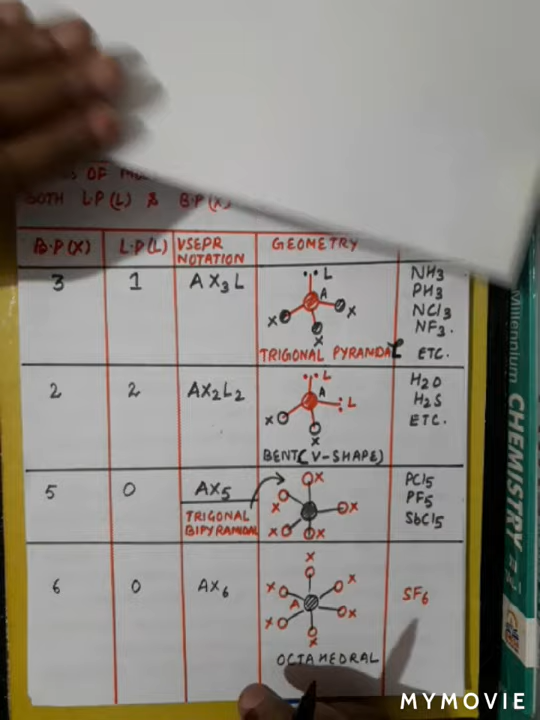 BOTH L.P(L) & B.P(X)
B.P(X) L.P(L) VSEPR NOTATION GEOMETRY
3 1 AX3L
L
A
X X
X
TRIGONAL PYRAMIDAL
NH3
PH3
NCl3
NF3.
ETC.
2 2 AX2L2
L
A
L
X
X
BENT(V-SHAPE)
H2O
H2S
ETC.
5 0 AX5
TRIGONAL
BIPYRAMIDAL
X
X X
X X
PCl5
PF5
SbCl5
6 0 AX6
X
X X
A
X X
X
OCTAHEDRAL
SF6
Millennium
CHEMISTRY
MYMOVIE